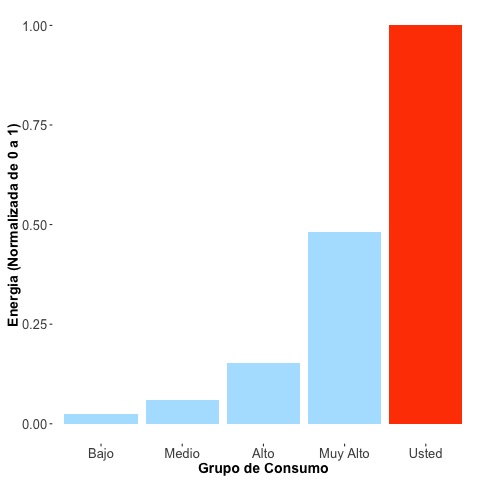 1.00
0.75
0.50
0.25
0.00
Energia (Normalizada de 0 a 1)
Bajo Medio Alto Muy Alto Usted
Grupo de Consumo